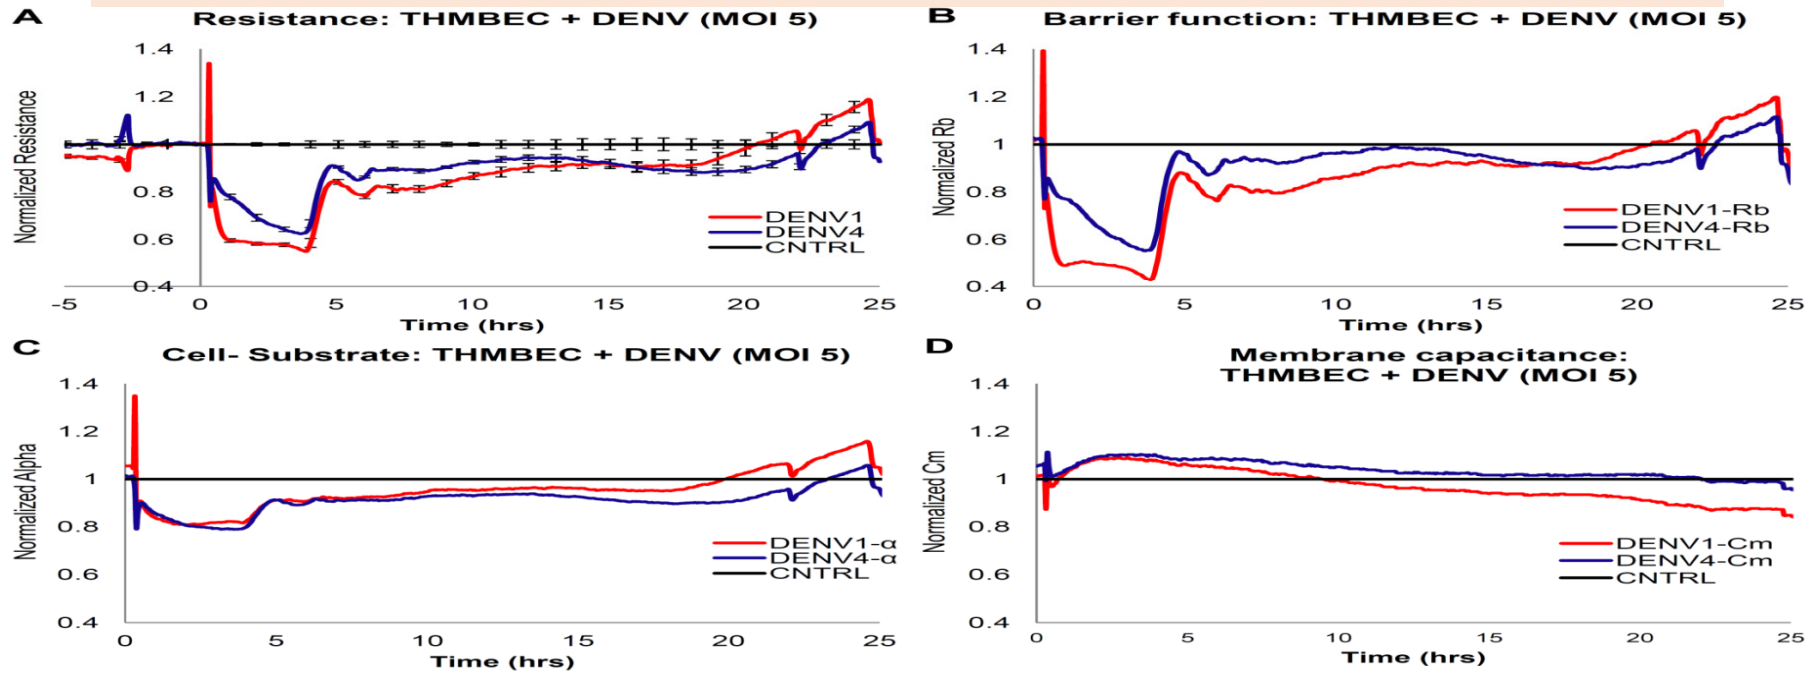 A
Resistance: THMBEC + DENV (MOI 5)
Normalized Resistance
1.4
1.2
1
0.8
0.6
0.4
-5
0
5
10
15
20
25
Time (hrs)
DENV1
DENV4
CNTRL
B
Barrier function: THMBEC + DENV (MOI 5)
Normalized Rb
1.4
1.2
1
0.8
0.6
0.4
0
5
10
15
20
25
Time (hrs)
DENV1-Rb
DENV4-Rb
CNTRL
C
Cell- Substrate: THMBEC + DENV (MOI 5)
Normalized Alpha
1.4
1.2
1
0.8
0.6
0.4
0
5
10
15
20
25
Time (hrs)
DENV1-α
DENV4-α
CNTRL
D
Membrane capacitance:
THMBEC + DENV (MOI 5)
Normalized Cm
1.4
1.2
1
0.8
0.6
0.4
0
5
10
15
20
25
Time (hrs)
DENV1-Cm
DENV4-Cm
CNTRL